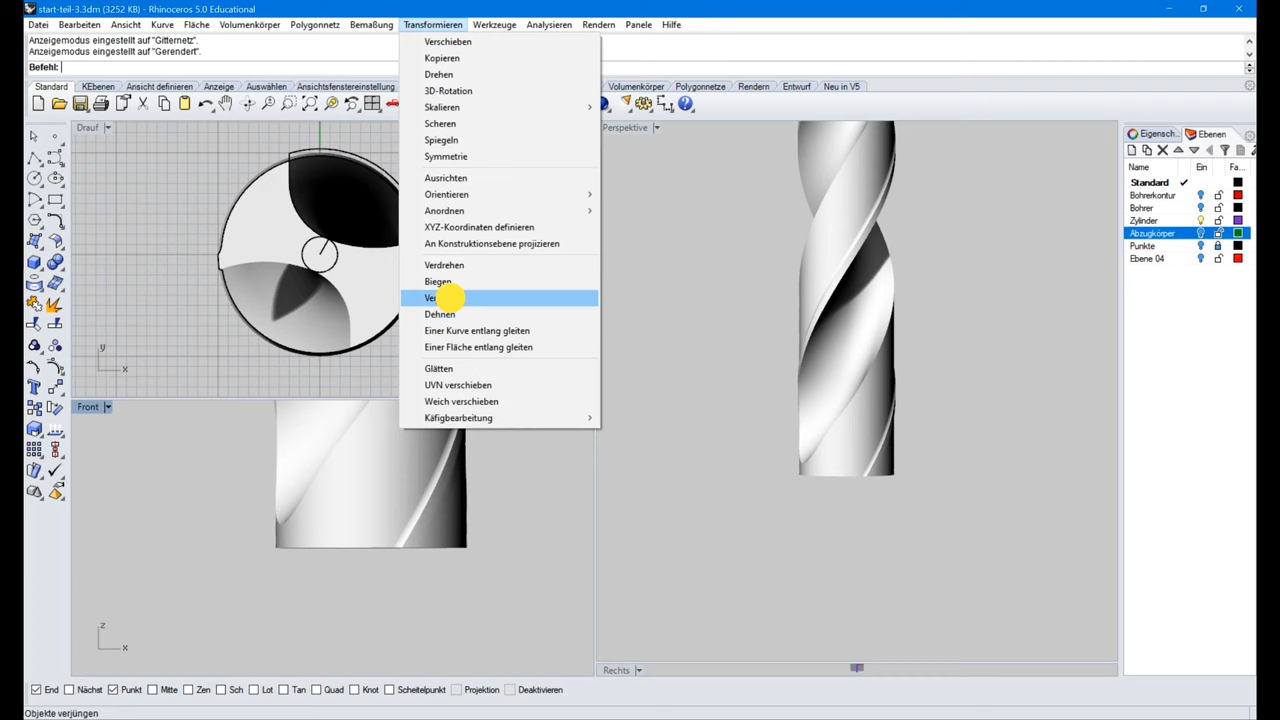 start-teil-3.3dm (3252 KB) - Rhinoceros 5.0 Educational
Datei Bearbeiten Ansicht Kurve Fläche Volumenkörper Polygonnetz Bemaßung Transformieren Werkzeuge Analysieren Rendern Panele Hilfe
Anzeigemodus eingestellt auf "Gitternetz".
Anzeigemodus eingestellt auf "Gerendert".
Befehl:
Standard KEbenen Ansicht definieren Anzeige Auswählen Ansichtsfenstereinstellung Volumenkörper Polygonnetze Rendern Entwurf Neu in V5
Verschieben
Kopieren
Drehen
3D-Rotation
Skalieren
Scheren
Spiegeln
Symmetrie
Ausrichten
Orientieren
Anordnen
XYZ-Koordinaten definieren
An Konstruktionsebene projizieren
Verdrehen
Biegen
Dehnen
Einer Kurve entlang gleiten
Einer Fläche entlang gleiten
Glätten
UVN verschieben
Weich verschieben
Käfigbearbeitung
Drauf
y
x
Front
z
x
Perspektive
Rechts
Eigensch... Ebenen
Name Ein Fa...
Standard
Bohrerkontur
Bohrer
Zylinder
Abzugkörper
Punkte
Ebene 04
End Nächst Punkt Mitte Zen Sch Lot Tan Quad Knot Scheitelpunkt Projektion Deaktivieren
Objekte verjüngen